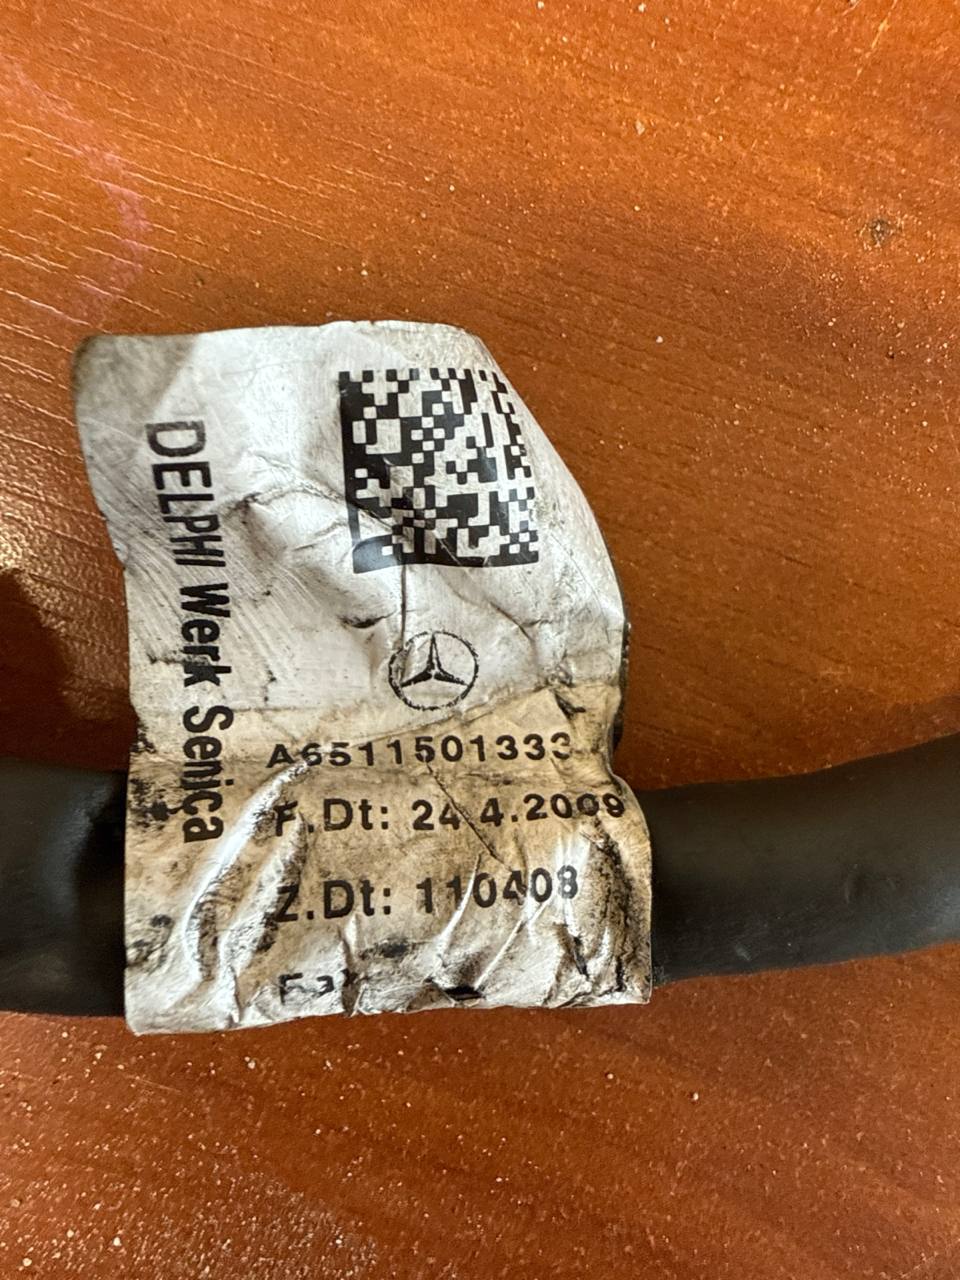 DELPHI Werk Senica
A6511501333
F.Dt: 24.4.2009
Z.Dt: 110408